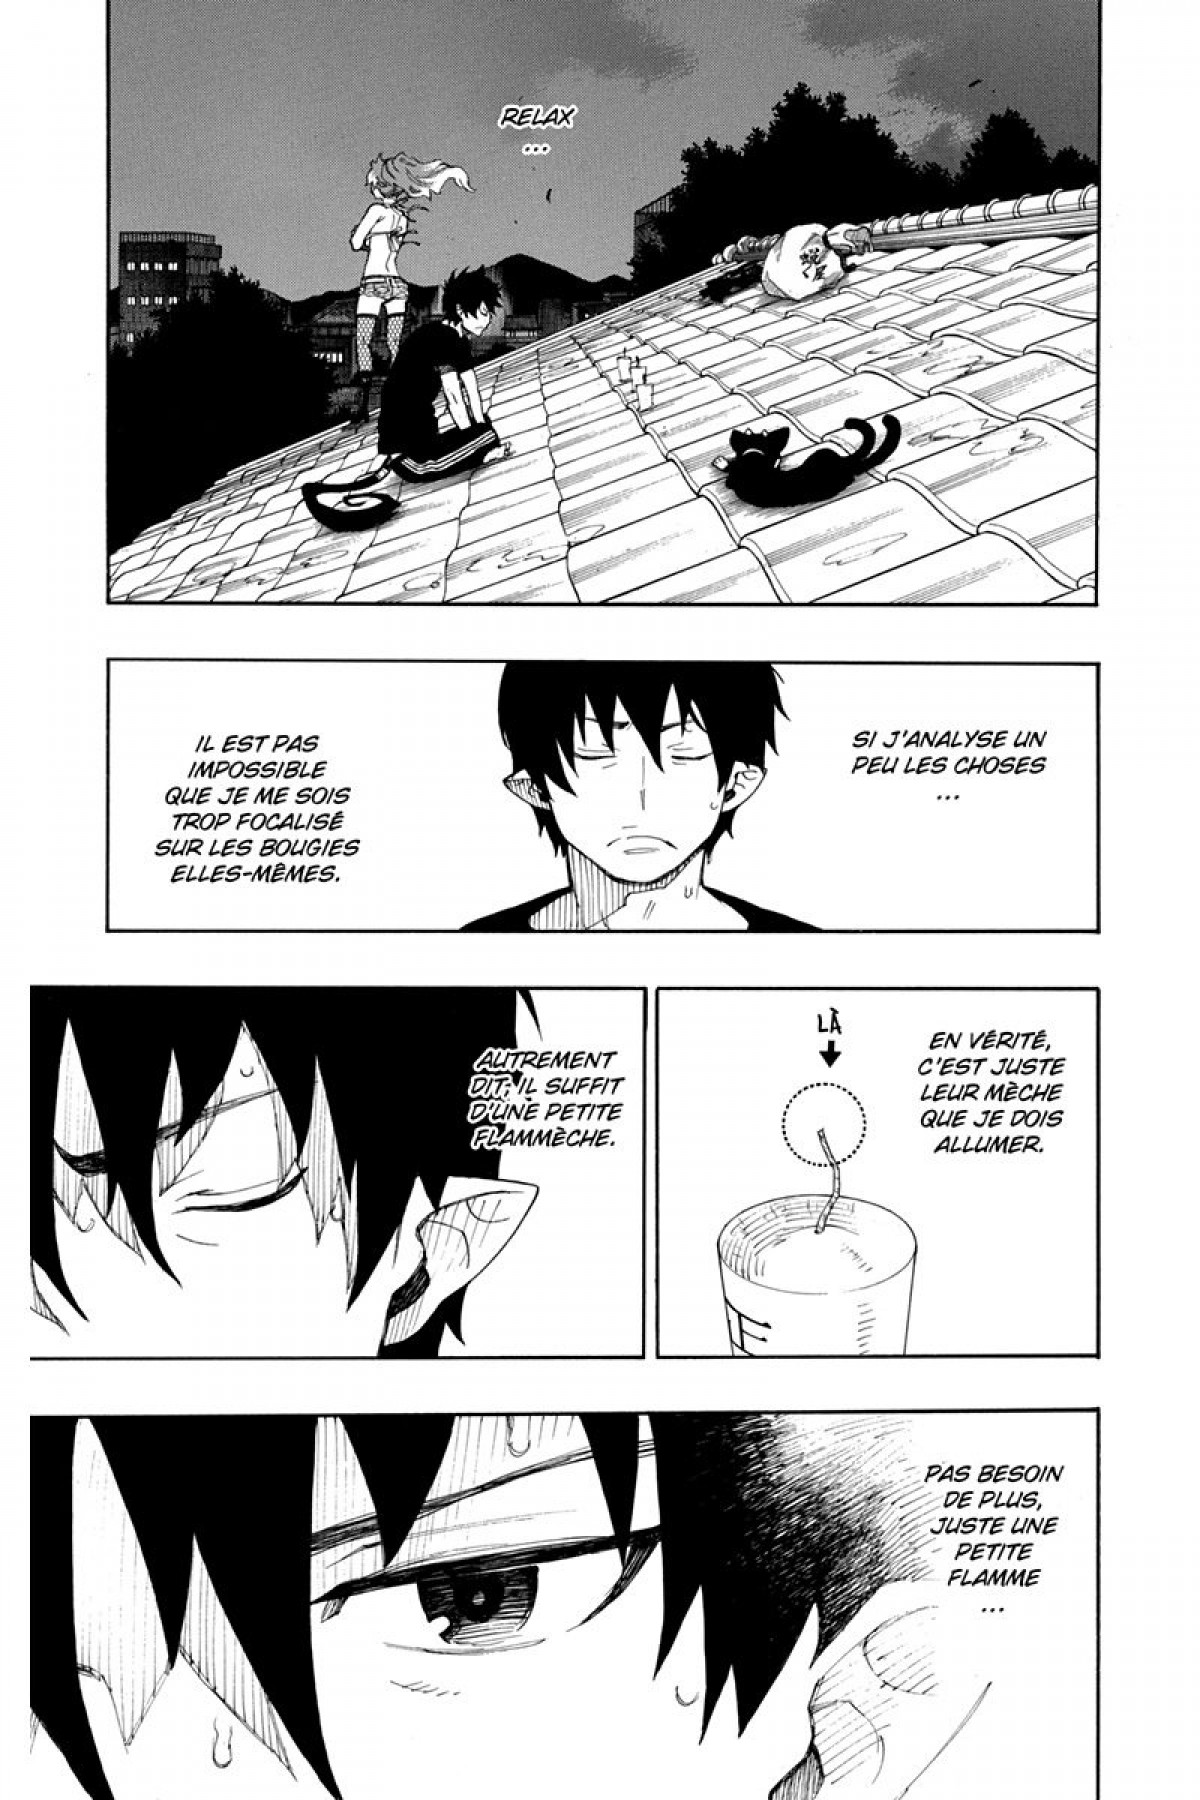 RELAX
...
SI J'ANALYSE UN
PEU LES CHOSES
...
IL EST PAS
IMPOSSIBLE
QUE JE ME SOIS
TROP FOCALISÉ
SUR LES BOUGIES
ELLES-MÊMES.
LÀ
EN VÉRITÉ,
C'EST JUSTE
LEUR MÈCHE
QUE JE DOIS
ALLUMER.
AUTREMENT
DIT, IL SUFFIT
D'UNE PETITE
FLAMMÈCHE.
PAS BESOIN
DE PLUS,
JUSTE UNE
PETITE
FLAMME
...